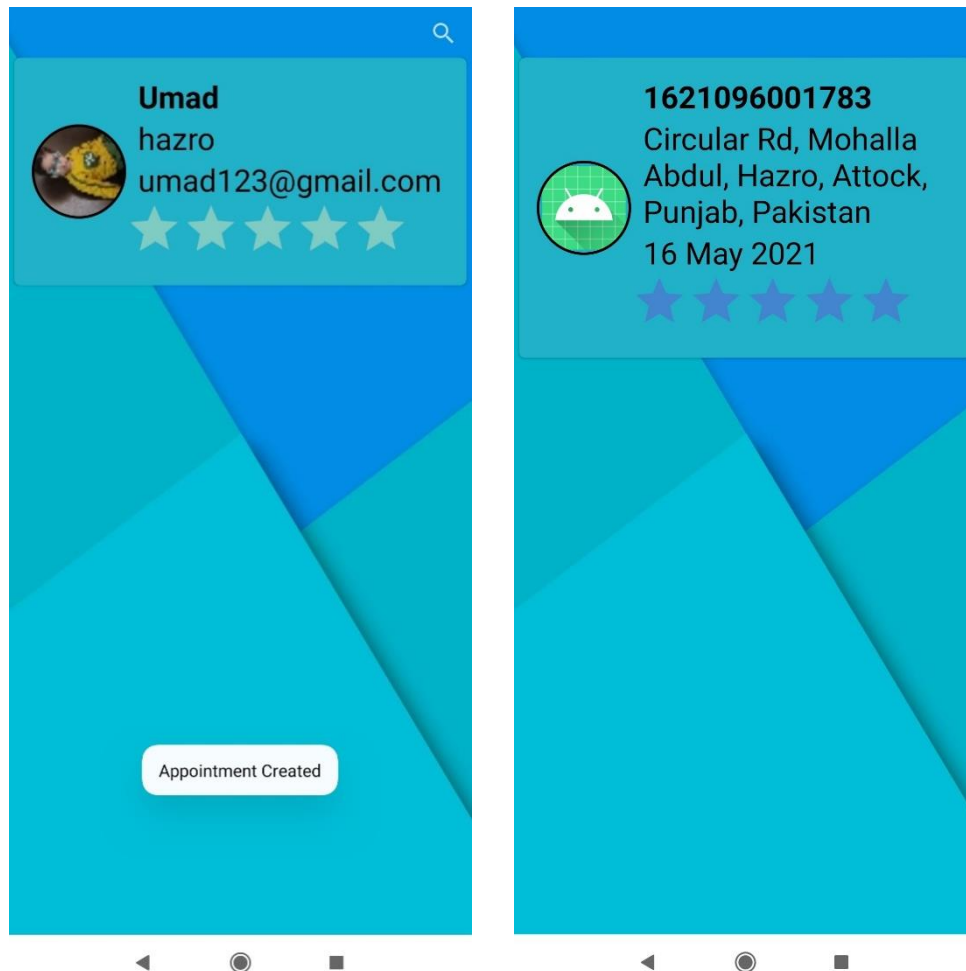 Umad
hazro
umad123@gmail.com
Appointment Created
1621096001783
Circular Rd, Mohalla
Abdul, Hazro, Attock,
Punjab, Pakistan
16 May 2021